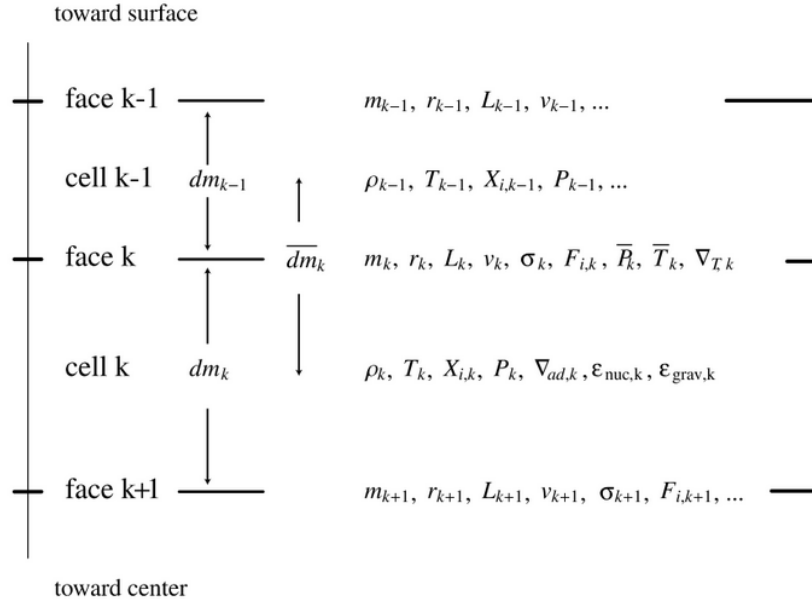 toward surface
face k-1 m_{k−1}, r_{k−1}, L_{k−1}, v_{k−1}, ...
cell k-1 dm_{k−1} ρ_{k−1}, T_{k−1}, X_{i,k−1}, P_{k−1}, ...
face k \overline{dm}_k m_k, r_k, L_k, v_k, σ_k, F_{i,k}, \overline{P}_k, \overline{T}_k, ∇_{T,k}
cell k dm_k ρ_k, T_k, X_{i,k}, P_k, ∇_{ad,k}, ε_{nuc,k}, ε_{grav,k}
face k+1 m_{k+1}, r_{k+1}, L_{k+1}, v_{k+1}, σ_{k+1}, F_{i,k+1}, ...
toward center